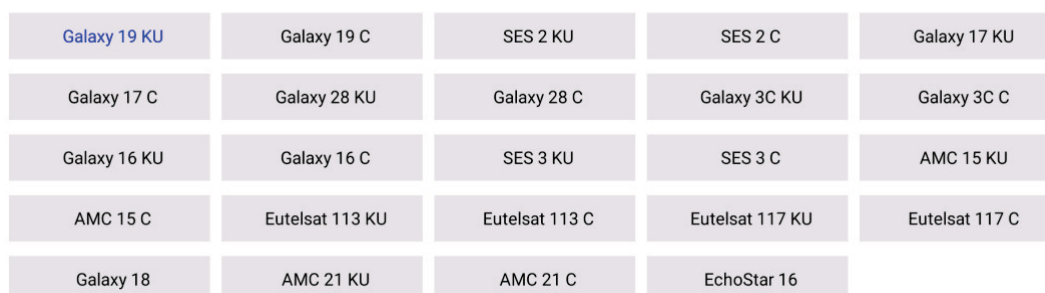 Galaxy 19 KU Galaxy 19 C SES 2 KU SES 2 C Galaxy 17 KU
Galaxy 17 C Galaxy 28 KU Galaxy 28 C Galaxy 3C KU Galaxy 3C C
Galaxy 16 KU Galaxy 16 C SES 3 KU SES 3 C AMC 15 KU
AMC 15 C Eutelsat 113 KU Eutelsat 113 C Eutelsat 117 KU Eutelsat 117 C
Galaxy 18 AMC 21 KU AMC 21 C EchoStar 16